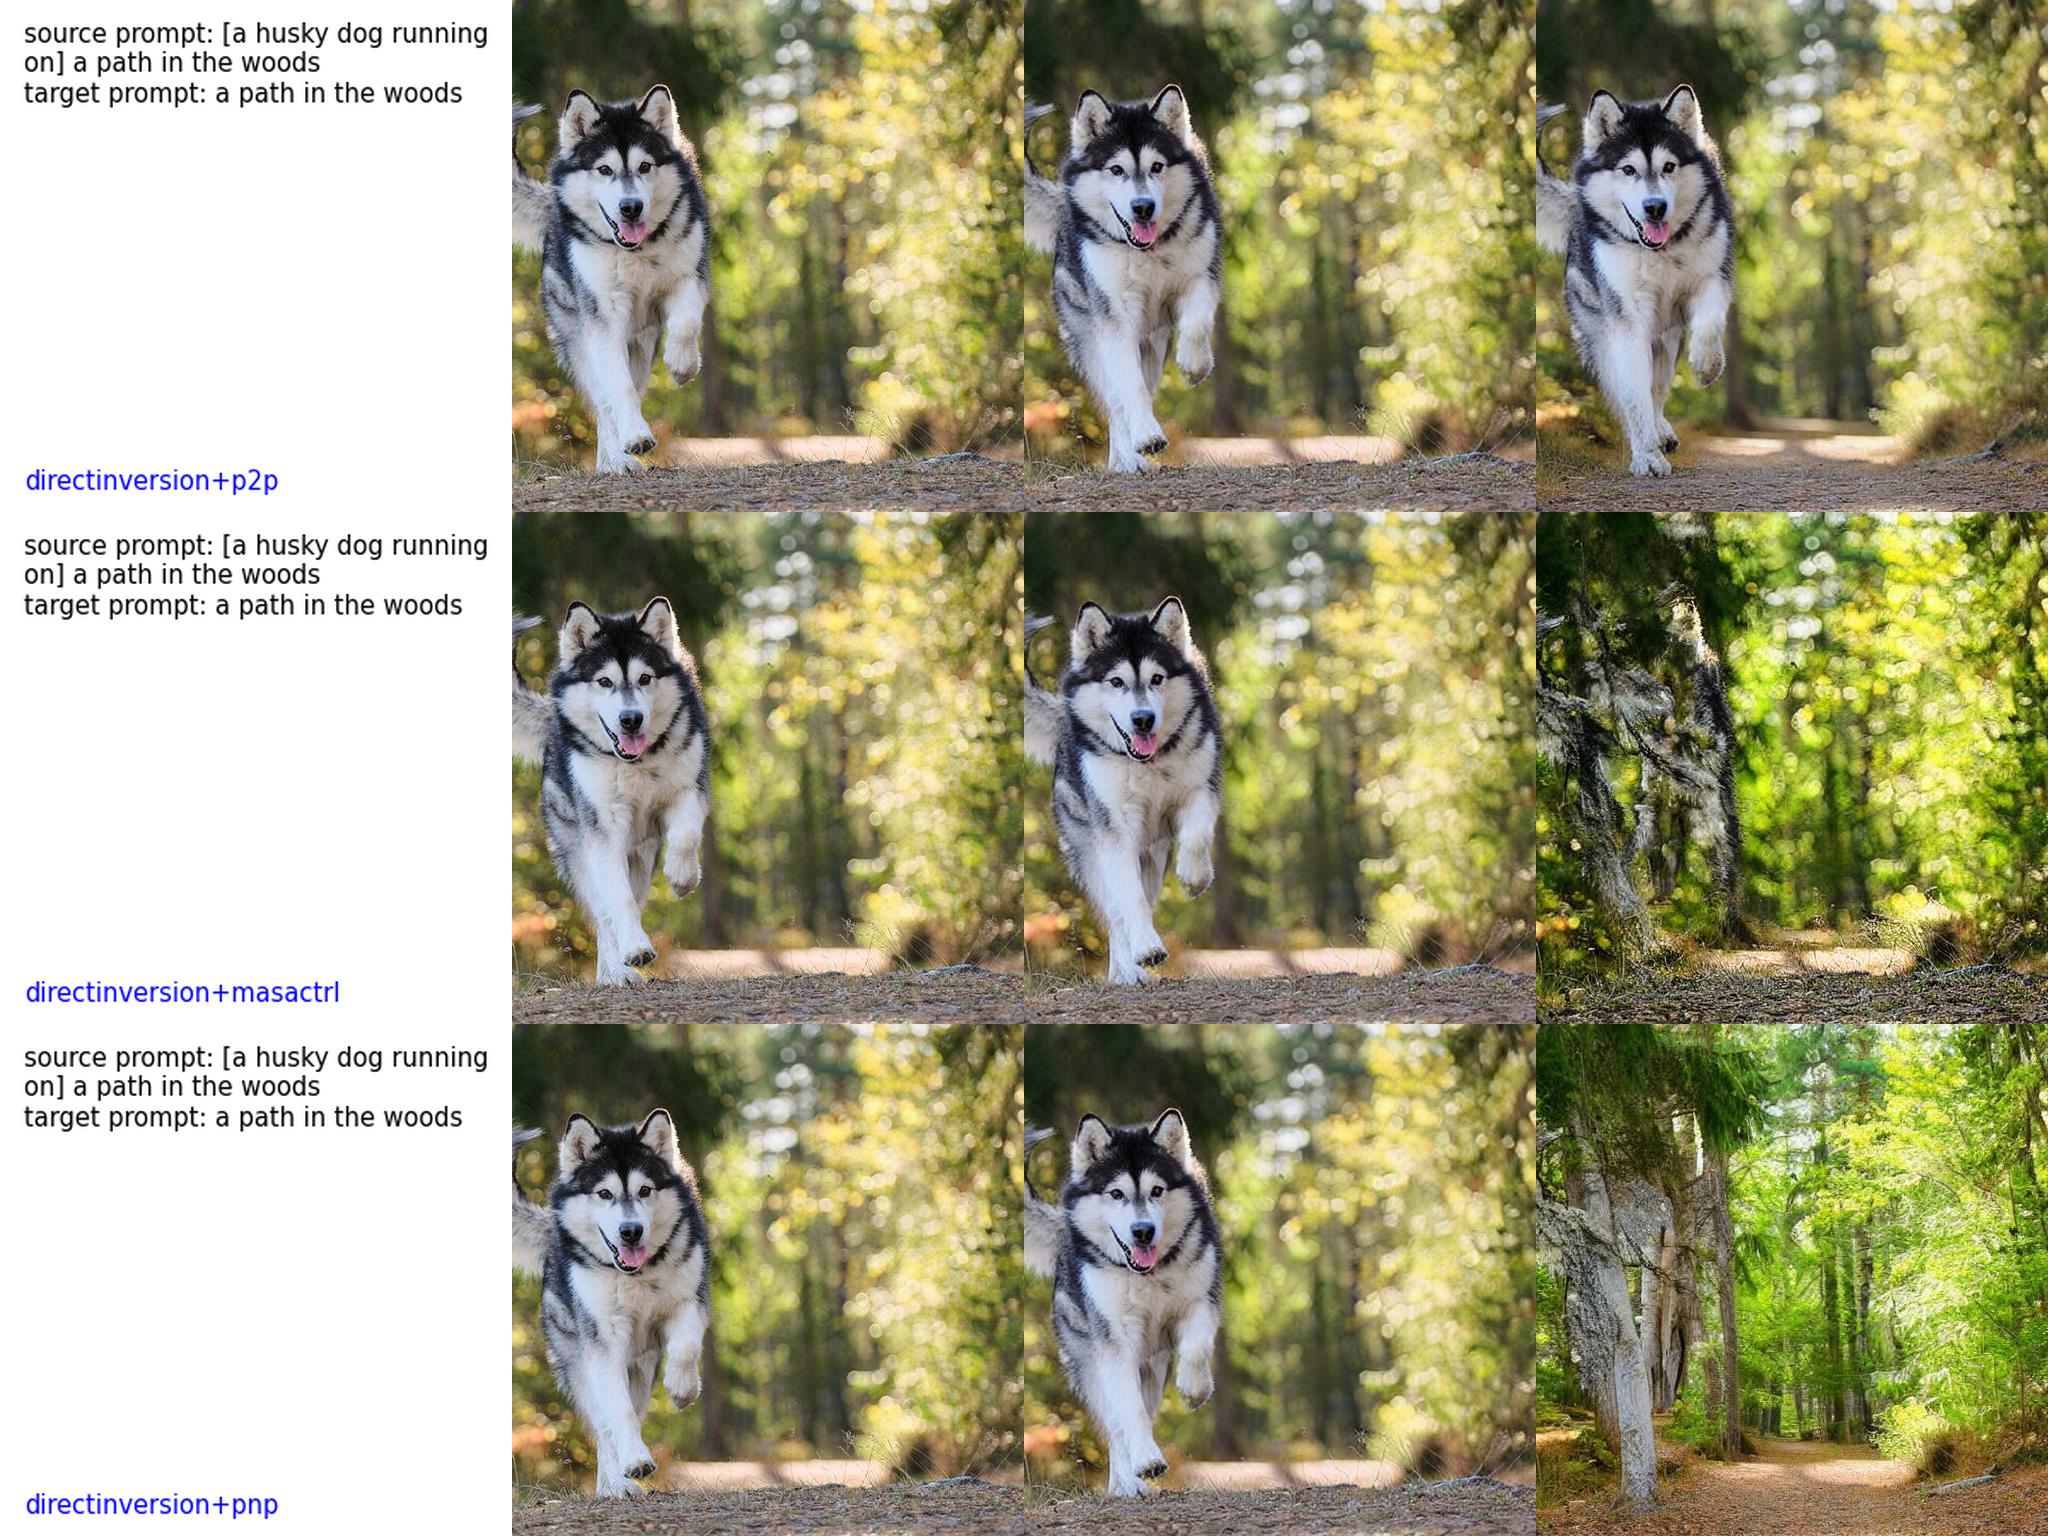 source prompt: [a husky dog running
on] a path in the woods
target prompt: a path in the woods
directinversion+p2p
source prompt: [a husky dog running
on] a path in the woods
target prompt: a path in the woods
directinversion+masactrl
source prompt: [a husky dog running
on] a path in the woods
target prompt: a path in the woods
directinversion+pnp